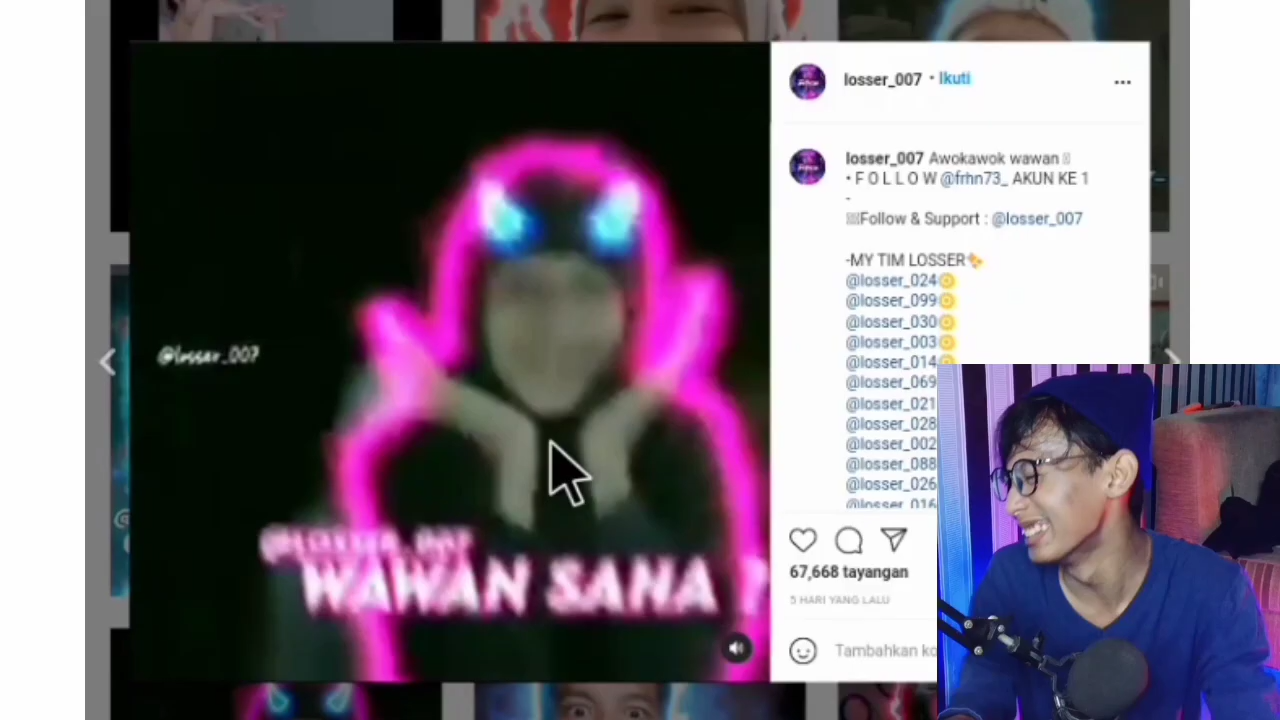 losser_007 • Ikuti
losser_007 Awokawok wawan
• F O L L O W @frhn73_ AKUN KE 1
-
Follow & Support : @losser_007
-MY TIM LOSSER✨
@losser_024
@losser_099
@losser_030
@losser_003
@losser_014
@losser_069
@losser_021
@losser_028
@losser_002
@losser_088
@losser_026
@losser_016
67,668 tayangan
5 HARI YANG LALU
Tambahkan ko
@losser_007
@LOSSER_007
WAWAN SANA ?